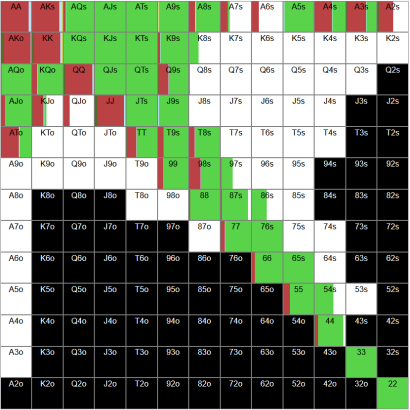 AA AKs AQs AJs ATs A9s A8s A7s A6s A5s A4s A3s A2s
AKo KK KQs KJs KTs K9s K8s K7s K6s K5s K4s K3s K2s
AQo KQo QQ QJs QTs Q9s Q8s Q7s Q6s Q5s Q4s Q3s Q2s
AJo KJo QJo JJ JTs J9s J8s J7s J6s J5s J4s J3s J2s
ATo KTo QTo JTo TT T9s T8s T7s T6s T5s T4s T3s T2s
A9o K9o Q9o J9o T9o 99 98s 97s 96s 95s 94s 93s 92s
A8o K8o Q8o J8o T8o 98o 88 87s 86s 85s 84s 83s 82s
A7o K7o Q7o J7o T7o 97o 87o 77 76s 75s 74s 73s 72s
A6o K6o Q6o J6o T6o 96o 86o 76o 66 65s 64s 63s 62s
A5o K5o Q5o J5o T5o 95o 85o 75o 65o 55 54s 53s 52s
A4o K4o Q4o J4o T4o 94o 84o 74o 64o 54o 44 43s 42s
A3o K3o Q3o J3o T3o 93o 83o 73o 63o 53o 43o 33 32s
A2o K2o Q2o J2o T2o 92o 82o 72o 62o 52o 42o 32o 22